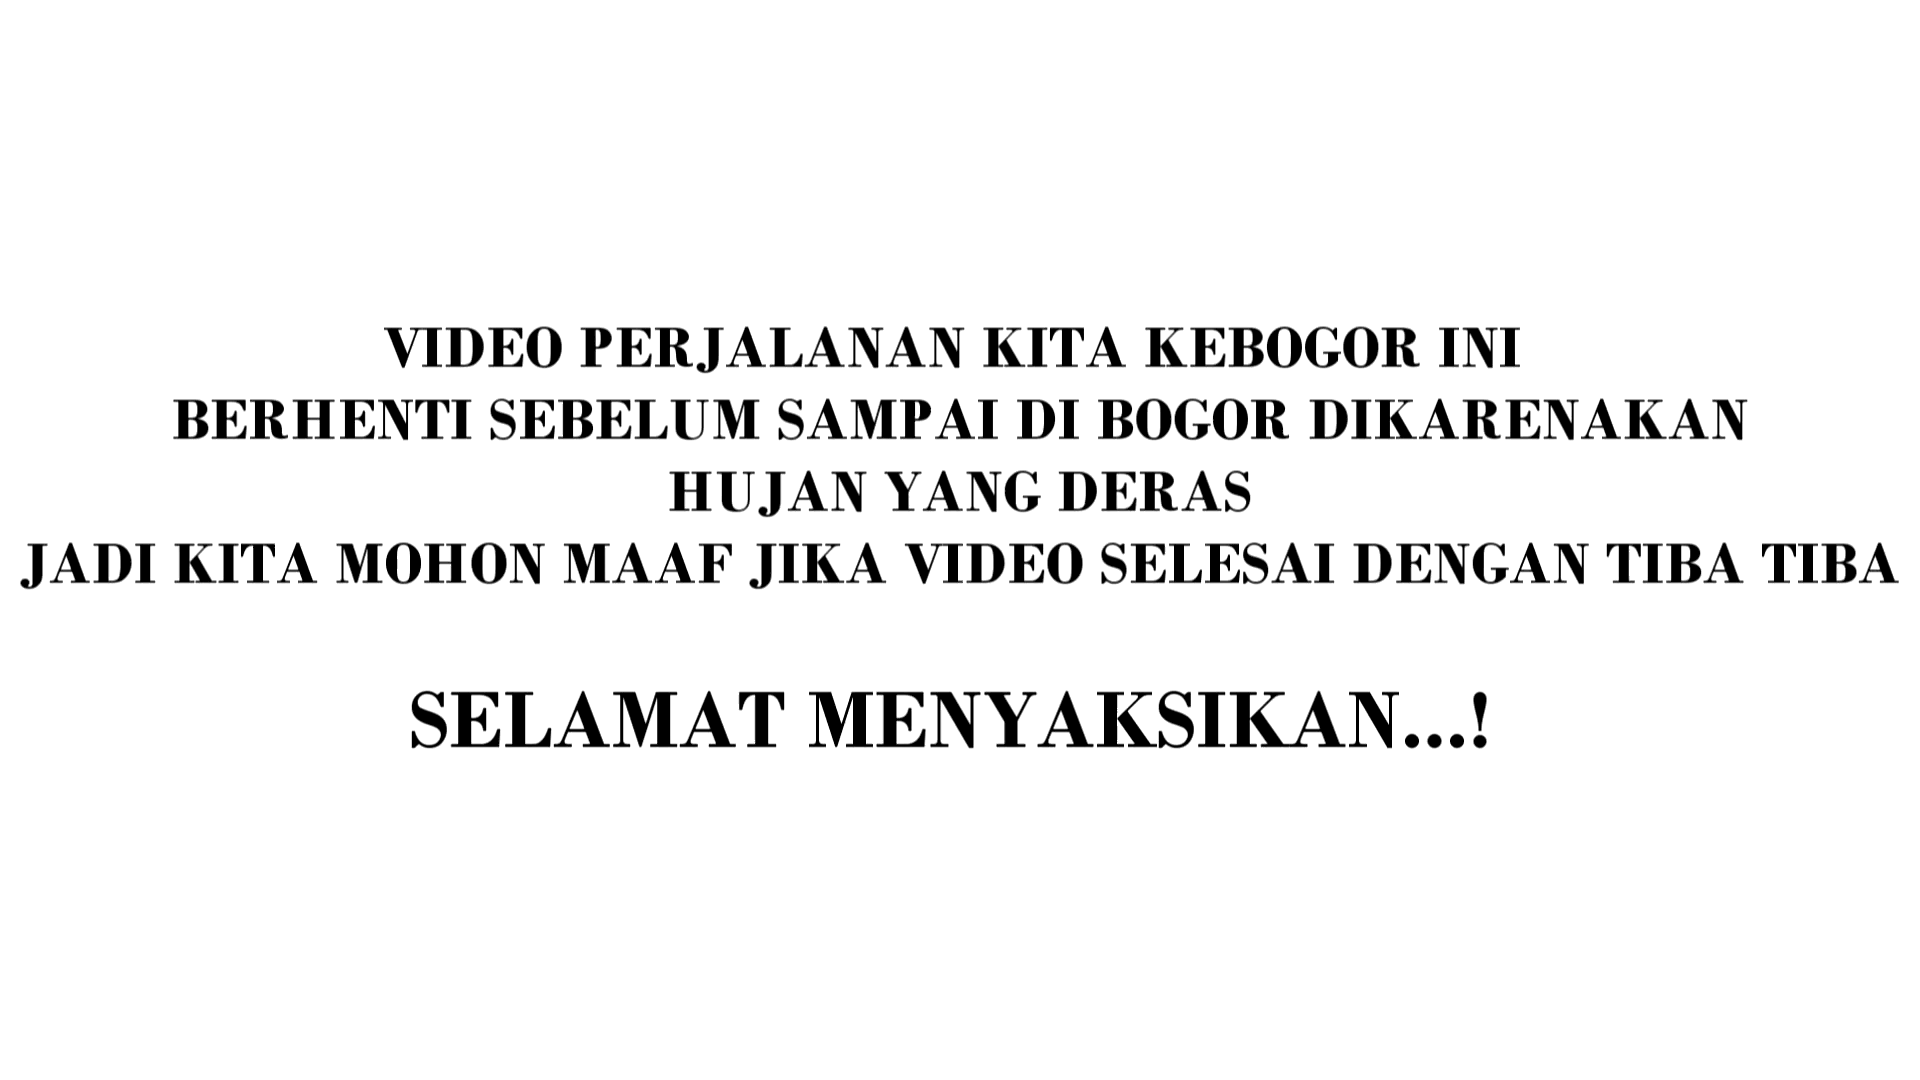 VIDEO PERJALANAN KITA KEBOGOR INI
BERHENTI SEBELUM SAMPAI DI BOGOR DIKARENAKAN
HUJAN YANG DERAS
JADI KITA MOHON MAAF JIKA VIDEO SELESAI DENGAN TIBA TIBA
SELAMAT MENYAKSIKAN...!